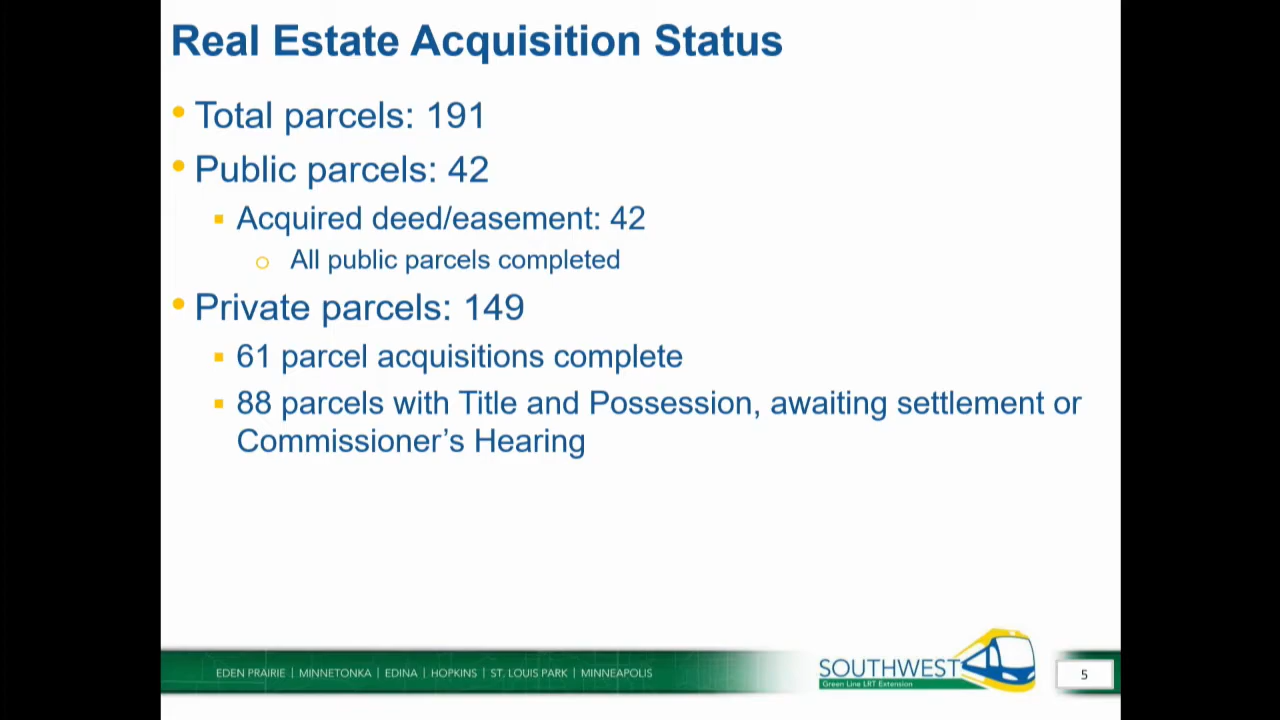 Real Estate Acquisition Status
• Total parcels: 191
• Public parcels: 42
▪ Acquired deed/easement: 42
○ All public parcels completed
• Private parcels: 149
▪ 61 parcel acquisitions complete
▪ 88 parcels with Title and Possession, awaiting settlement or
Commissioner’s Hearing
EDEN PRAIRIE | MINNETONKA | EDINA | HOPKINS | ST. LOUIS PARK | MINNEAPOLIS
SOUTHWEST
Green Line LRT Extension
5